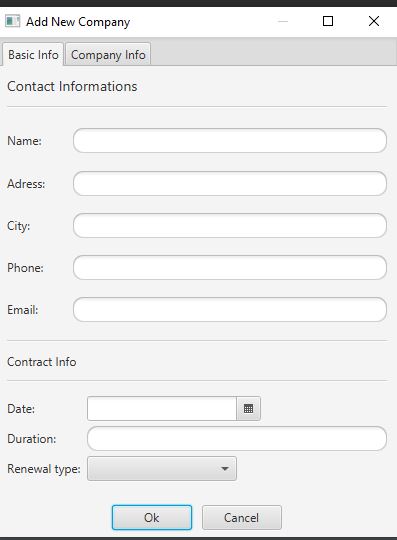 Add New Company
Basic Info Company Info
Contact Informations
Name:
Adress:
City:
Phone:
Email:
Contract Info
Date:
Duration:
Renewal type:
Ok Cancel